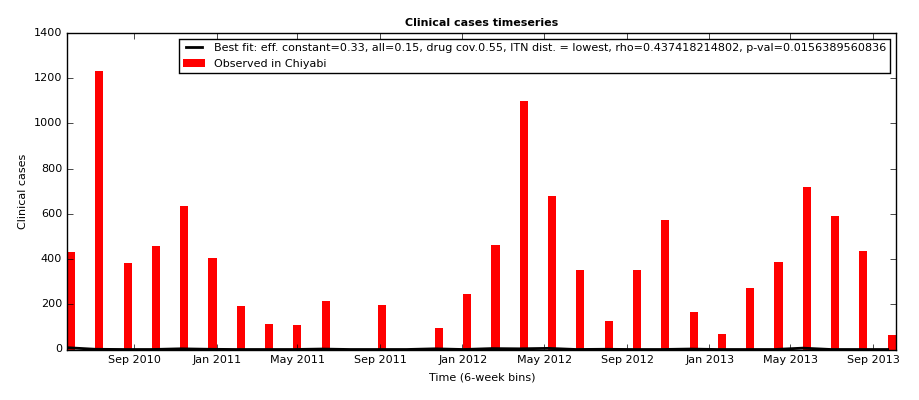 Clinical cases timeseries
Best fit: eff. constant=0.33, all=0.15, drug cov.0.55, ITN dist. = lowest, rho=0.437418214802, p-val=0.0156389560836
Observed in Chiyabi
1400
1200
1000
800
600
400
200
0
Clinical cases
Sep 2010 Jan 2011 May 2011 Sep 2011 Jan 2012 May 2012 Sep 2012 Jan 2013 May 2013 Sep 2013
Time (6-week bins)